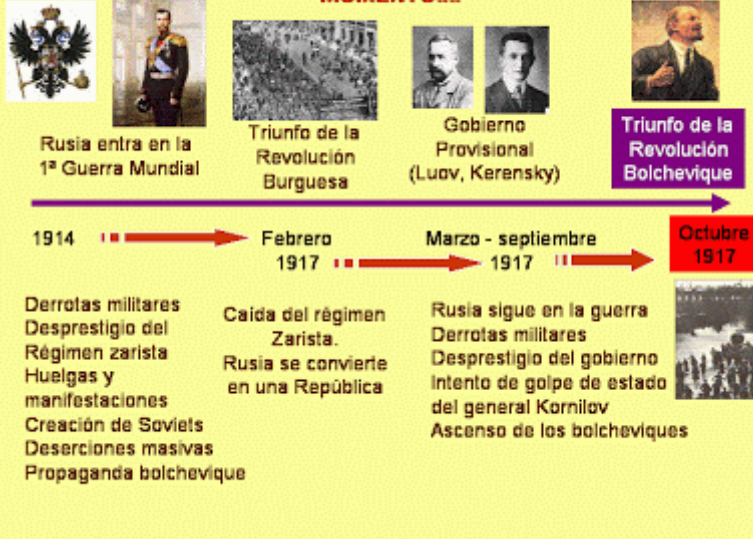 MOMENTO...
Rusia entra en la
1ª Guerra Mundial
Triunfo de la
Revolución
Burguesa
Gobierno
Provisional
(Luov, Kerensky)
Triunfo de la
Revolución
Bolchevique
1914
Febrero
1917
Marzo - septiembre
1917
Octubre
1917
Derrotas militares
Desprestigio del
Régimen zarista
Huelgas y
manifestaciones
Creación de Soviets
Deserciones masivas
Propaganda bolchevique
Caída del régimen
Zarista.
Rusia se convierte
en una República
Rusia sigue en la guerra
Derrotas militares
Desprestigio del gobierno
Intento de golpe de estado
del general Kornilov
Ascenso de los bolcheviques